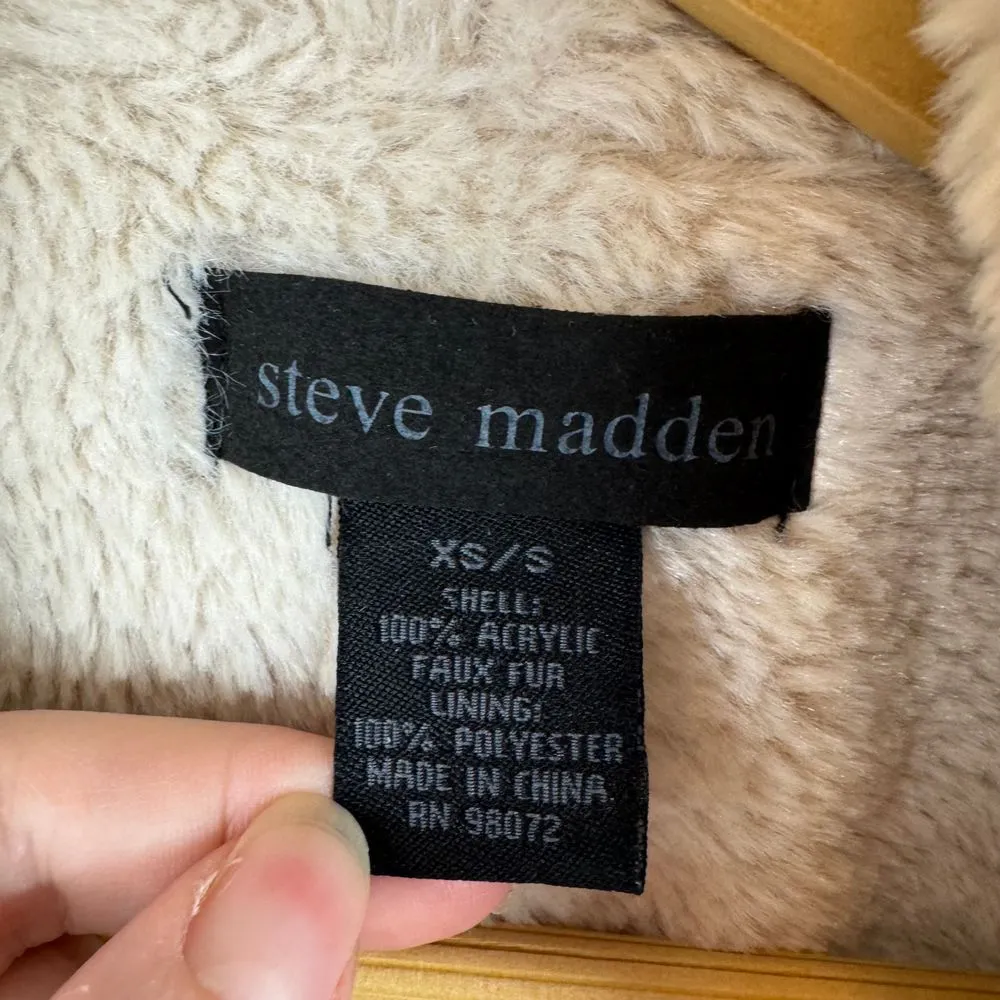 steve madden
XS/S
SHELL:
100% ACRYLIC
FAUX FUR
LINING:
100% POLYESTER
MADE IN CHINA
RN 98072